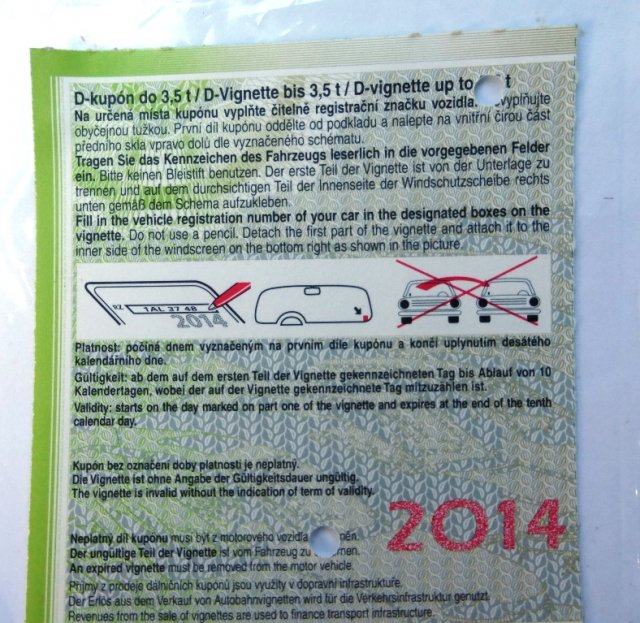 D-kupón do 3,5 t / D-Vignette bis 3,5 t / D-vignette up to t
Na určená místa kupónu vyplňte čitelně registrační značku vozidla.
obyčejnou tužkou. První díl kupónu oddělte od podkladu a nalepte na vnitřní čirou část
předního skla vpravo dole dle vyznačeného schématu.
Tragen Sie das Kennzeichen des Fahrzeugs leserlich in die vorgegebenen Felder
ein. Bitte keinen Bleistift benutzen. Der erste Teil der Vignette ist von der Unterlage zu
trennen und auf dem durchsichtigen Teil der Innenseite der Windschutzscheibe rechts
unten gemäß dem Schema aufzukleben.
Fill in the vehicle registration number of your car in the designated boxes on the
vignette. Do not use a pencil. Detach the first part of the vignette and attach it to the
inner side of the windscreen on the bottom right as shown in the picture.
RZ 1AL 37 48
2014
Platnost: počíná dnem vyznačeným na prvním díle kupónu a končí uplynutím desátého
kalendářního dne.
Gültigkeit: ab dem auf dem ersten Teil der Vignette gekennzeichneten Tag bis Ablauf von 10
Kalendertagen, wobei der auf der Vignette gekennzeichnete Tag mitzuzählen ist.
Validity: starts on the day marked on part one of the vignette and expires at the end of the tenth
calendar day.
Kupón bez označení doby platnosti je neplatný.
Die Vignette ist ohne Angabe der Gültigkeitsdauer ungültig.
The vignette is invalid without the indication of term of validity.
2014
Neplatný díl kupónu musí být z motorového vozidla
Der ungültige Teil der Vignette ist vom Fahrzeug zu
An expired vignette must be removed from the motor vehicle.
Příjmy z prodeje dálničních kupónů jsou využity v dopravní infrastruktuře.
Der Erlös aus dem Verkauf von Autobahnvignetten wird für die Verkehrsinfrastruktur genutzt.
Revenues from the sale of vignettes are used to finance transport infrastructure.